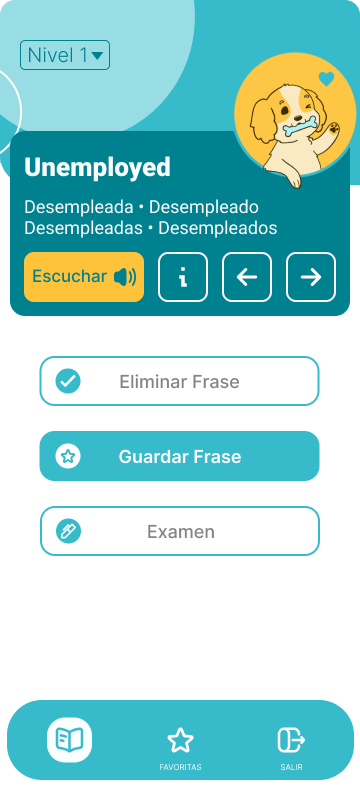 Nivel 1
Unemployed
Desempleada • Desempleado
Desempleadas • Desempleados
Escuchar
Eliminar Frase
Guardar Frase
Examen
FAVORITAS
SALIR